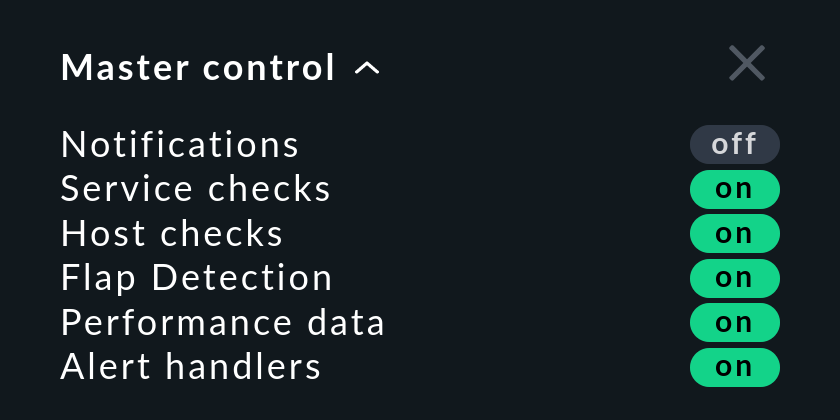 Master control
Notifications off
Service checks on
Host checks on
Flap Detection on
Performance data on
Alert handlers on